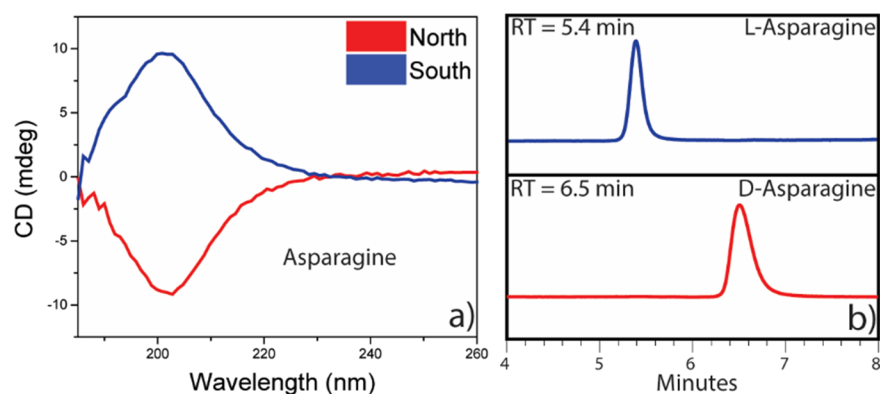 North
South
10
5
0
-5
-10
CD (mdeg)
Asparagine
a)
200
220
240
260
Wavelength (nm)
RT = 5.4 min
L-Asparagine
RT = 6.5 min
D-Asparagine
b)
4
5
6
7
8
Minutes